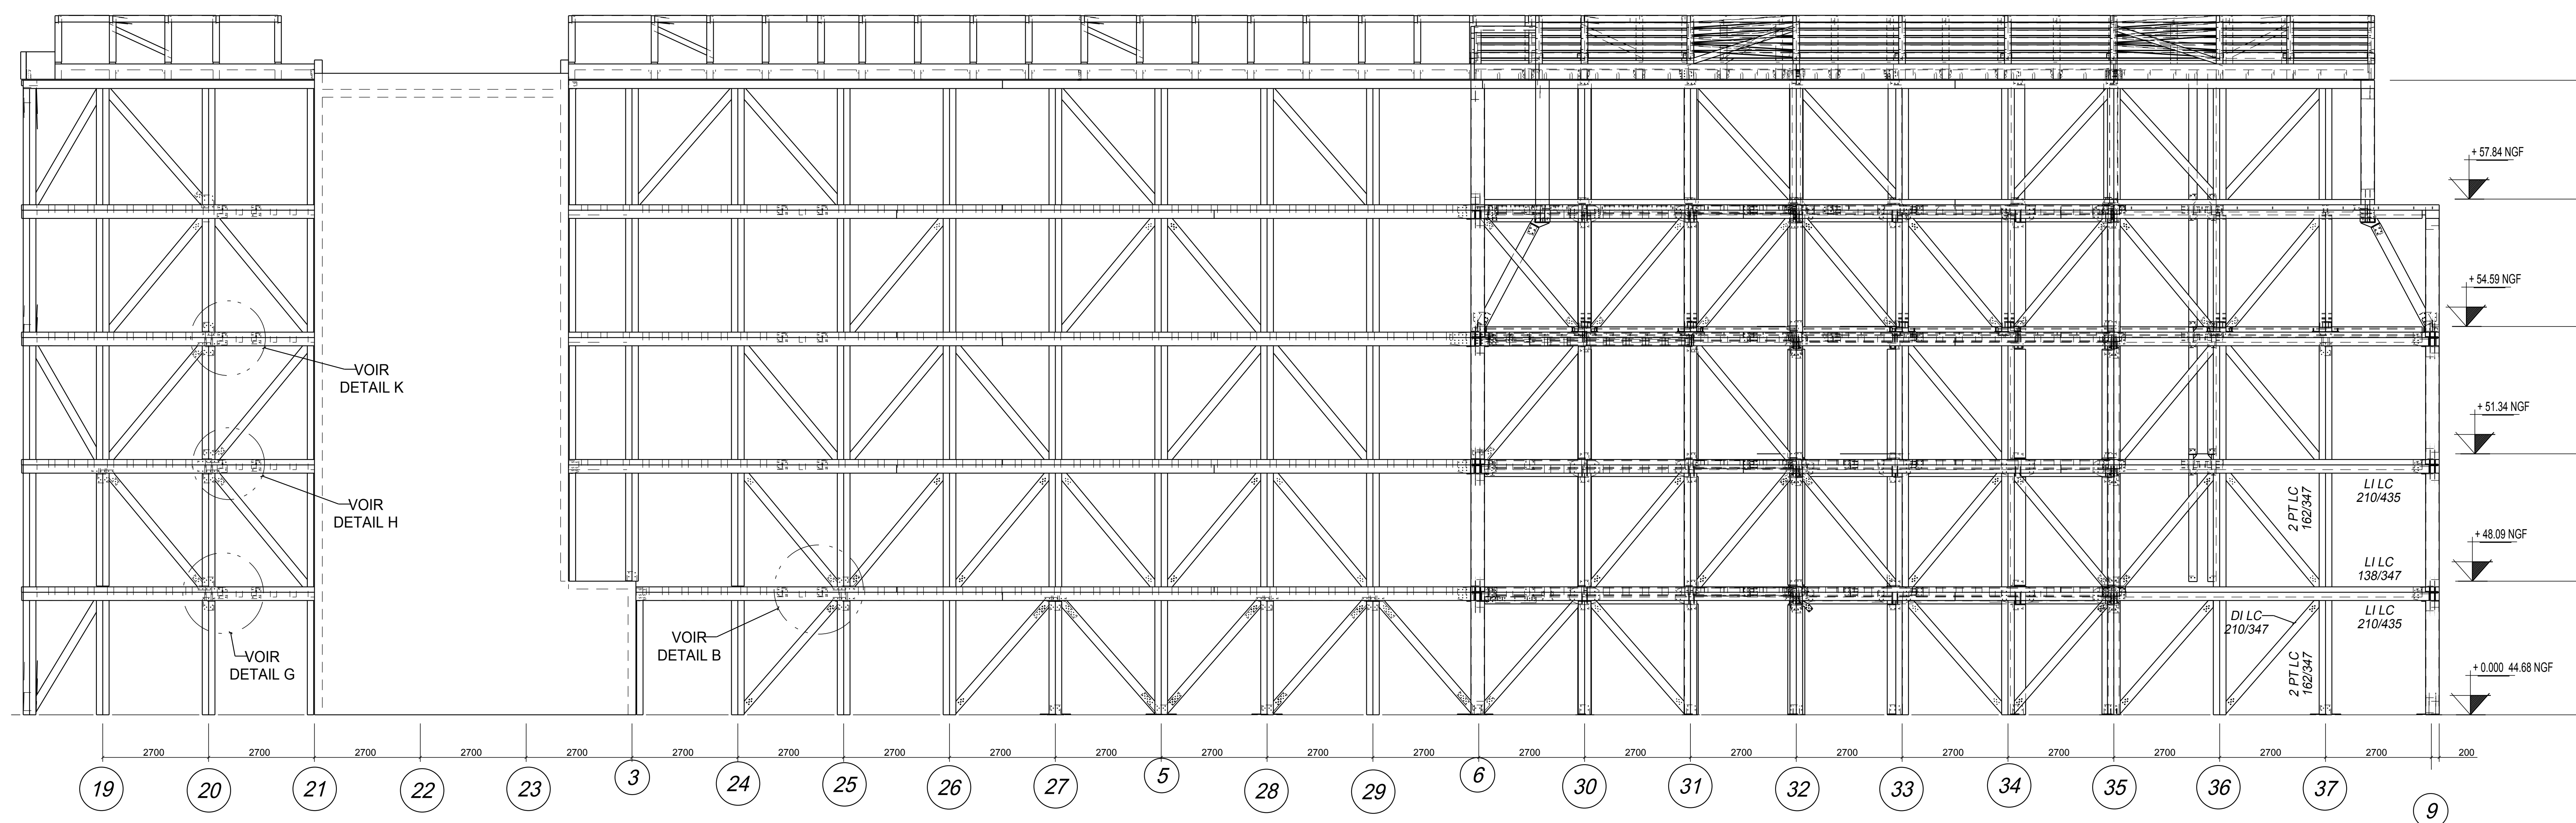 + 57.84 NGF
+ 54.59 NGF
VOIR
DETAIL K
+ 51.34 NGF
VOIR
DETAIL H
2 PT LC
162/347
LI LC
210/435
+ 48.09 NGF
LI LC
138/347
VOIR
DETAIL G
VOIR
DETAIL B
DI LC
210/347
LI LC
210/435
2 PT LC
162/347
+ 0.000 44.68 NGF
2700 2700 2700 2700 2700 2700 2700 2700 2700 2700 2700 2700 2700 2700 2700 2700 2700 2700 2700 2700 2700 2700 200
19 20 21 22 23 3 24 25 26 27 5 28 29 6 30 31 32 33 34 35 36 37 9